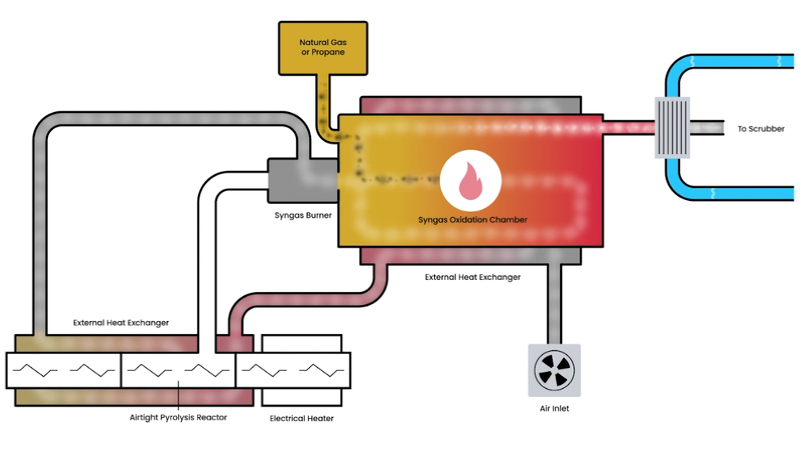 Natural Gas
or Propane
To Scrubber
Syngas Burner
Syngas Oxidation Chamber
External Heat Exchanger
External Heat Exchanger
Air Inlet
Airtight Pyrolysis Reactor
Electrical Heater